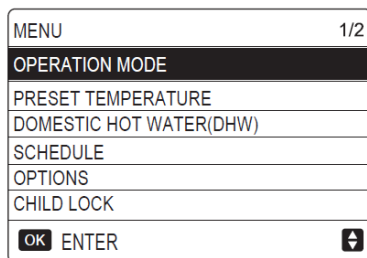 MENU 1/2
OPERATION MODE
PRESET TEMPERATURE
DOMESTIC HOT WATER(DHW)
SCHEDULE
OPTIONS
CHILD LOCK
OK ENTER